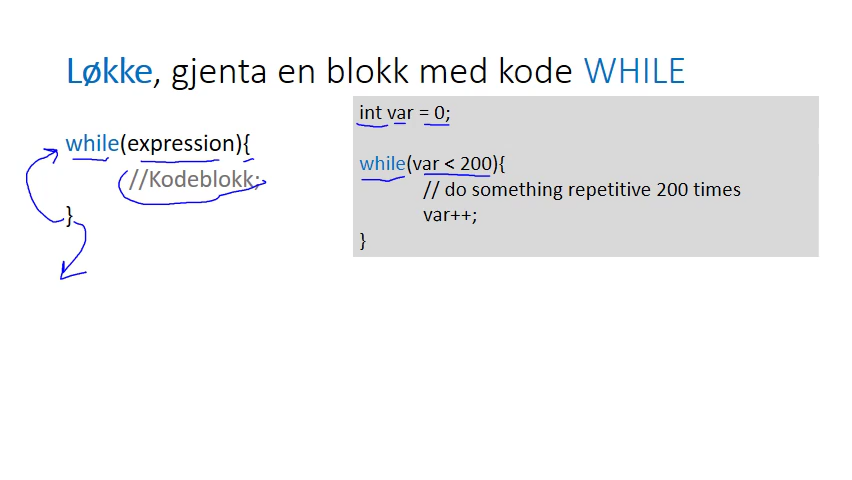 Løkke, gjenta en blokk med kode WHILE
while(expression){
//Kodeblokk;
}
int var = 0;
while(var < 200){
// do something repetitive 200 times
var++;
}